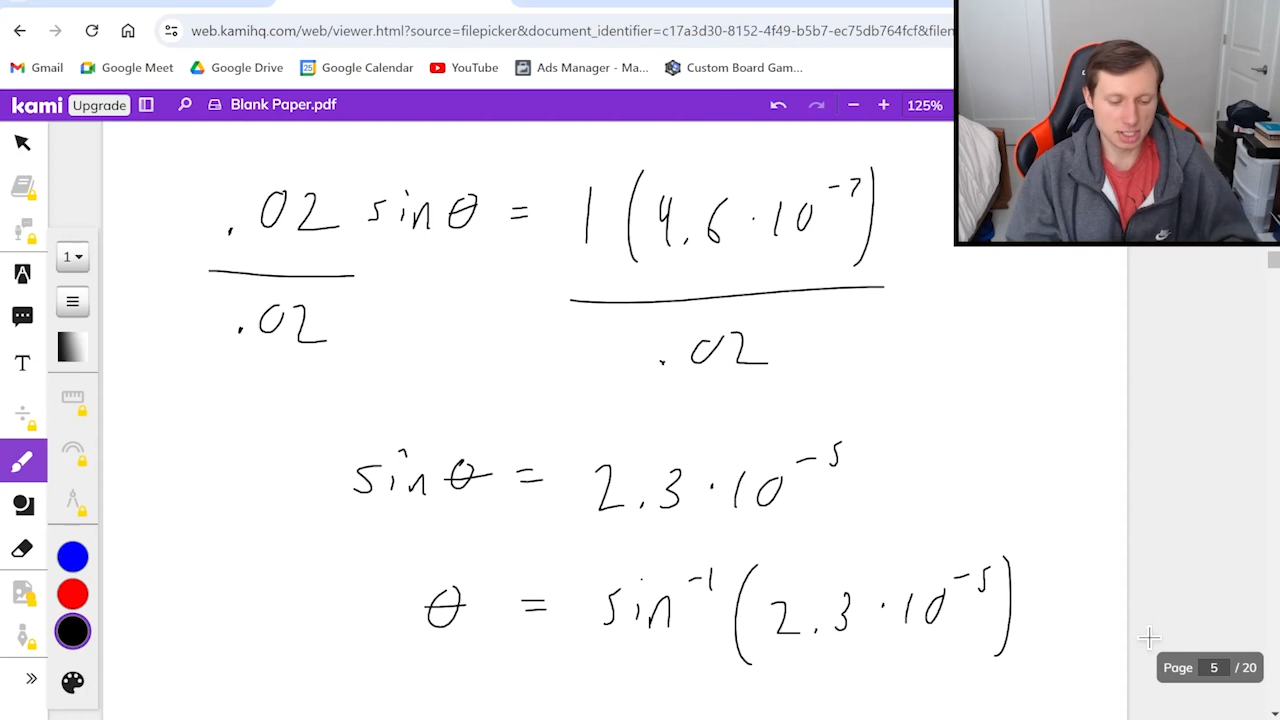 web.kamihq.com/web/viewer.html?source=filepicker&document_identifier=c17a3d30-8152-4f49-b5b7-ec75db764fcf&filen
Gmail Google Meet Google Drive 31 Google Calendar YouTube Ads Manager - Ma... Custom Board Gam...
kami Upgrade Blank Paper.pdf 125%
.02 sinθ = 1(4.6·10⁻⁷)
.02 .02
1
sinθ = 2.3·10⁻⁵
T
θ = sin⁻¹(2.3·10⁻⁵)
Page 5 / 20